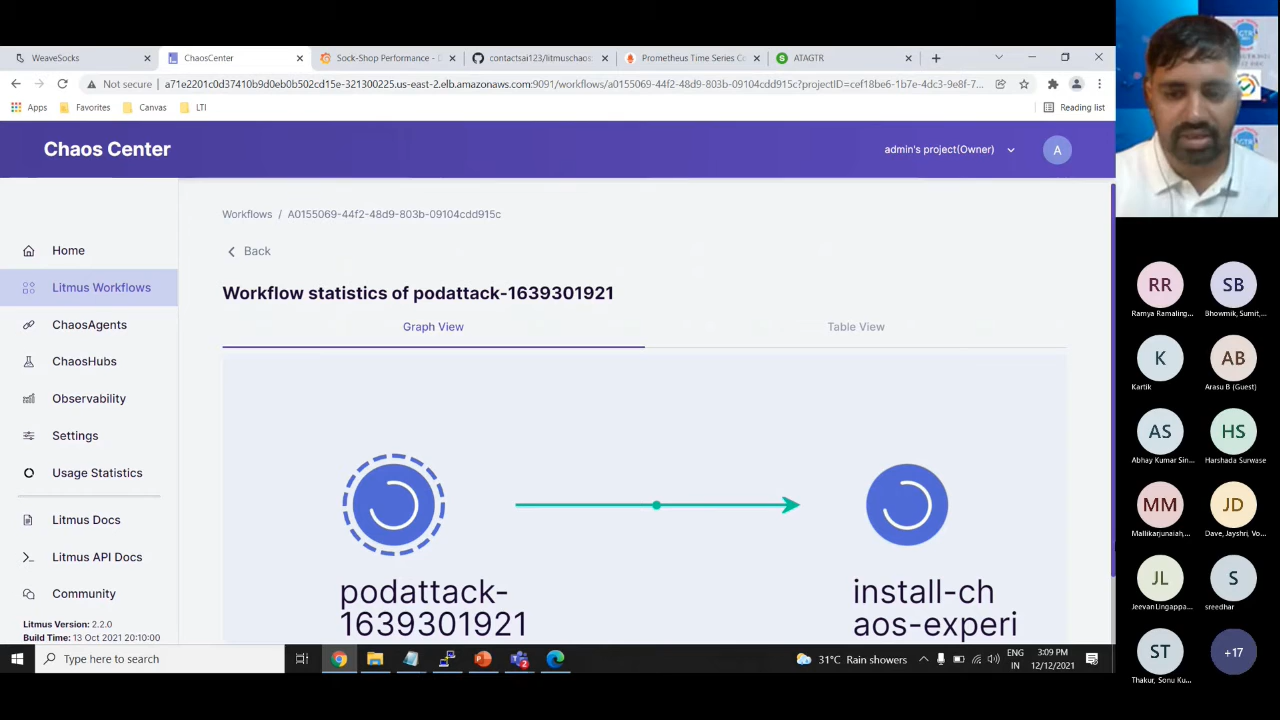 WeaveSocks
ChaosCenter
Sock-Shop Performance - D
contactsai123/litmuschaos
Prometheus Time Series Co
ATAGTR
Not secure
a71e2201c0d37410b9d0eb0b502cd15e-321300225.us-east-2.elb.amazonaws.com:9091/workflows/a0155069-44f2-48d9-803b-09104cdd915c?projectID=cef18be6-1b7e-4dc3-9e8f-7...
Apps
Favorites
Canvas
LTI
Reading list
Chaos Center
admin's project(Owner)
A
Workflows / A0155069-44f2-48d9-803b-09104cdd915c
Back
Workflow statistics of podattack-1639301921
Graph View
Table View
podattack-
1639301921
install-ch
aos-experi
Home
Litmus Workflows
ChaosAgents
ChaosHubs
Observability
Settings
Usage Statistics
Litmus Docs
Litmus API Docs
Community
Litmus Version: 2.2.0
Build Time: 13 Oct 2021 20:10:00
Type here to search
31°C Rain showers
ENG
IN
3:09 PM
12/12/2021
RR
Ramya Ramaling...
SB
Bhowmik, Sumit,...
K
Kartik
AB
Arasu B (Guest)
AS
Abhay Kumar Sin...
HS
Harshada Surwase
MM
Mallikarjunaiah,...
JD
Dave, Jayshri, Vo...
JL
Jeevan Lingappa...
S
sreedhar
ST
Thakur, Sonu Ku...
+17